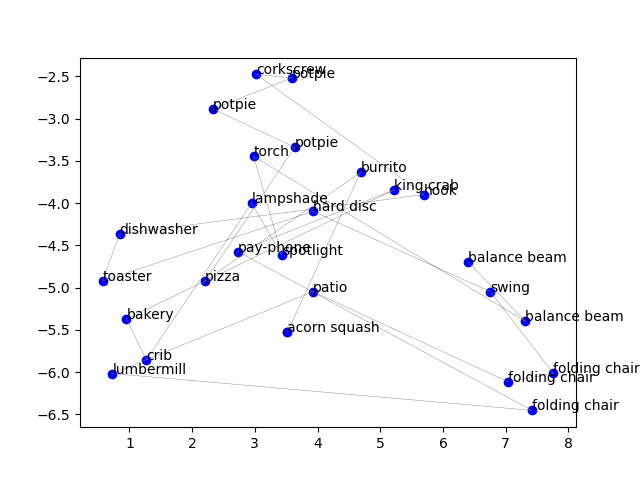 corkscrew
potpie
−2.5
potpie
−3.0
potpie
torch
−3.5
burrito
king crab
hook
lampshade
−4.0
hard disc
dishwasher
−4.5
pay-phone
spotlight
balance beam
toaster
pizza
−5.0
patio
swing
bakery
balance beam
acorn squash
−5.5
crib
lumbermill
−6.0
folding chair
folding chair
folding chair
−6.5
1 2 3 4 5 6 7 8